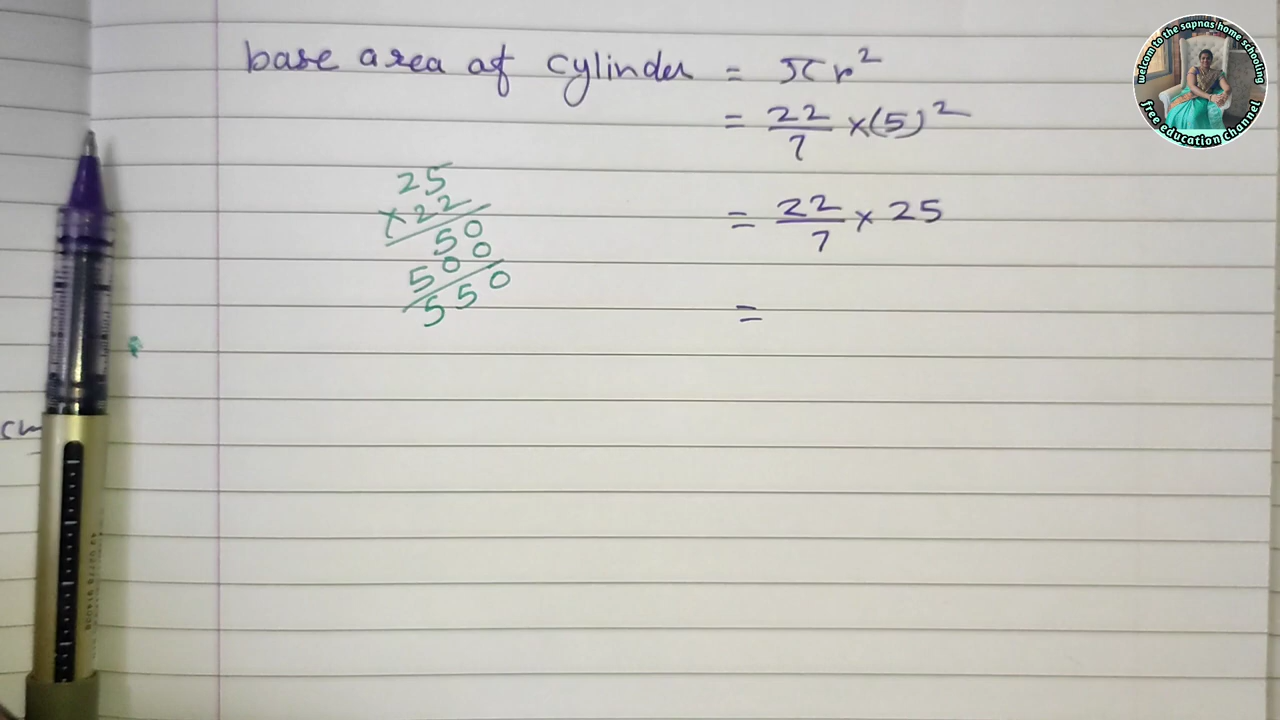 base area of cylinder = πr²
= 22/7 ×(5)²
= 22/7 × 25
=
25
×22
50
500
550
welcom to the sapnas home schooling
free education channel